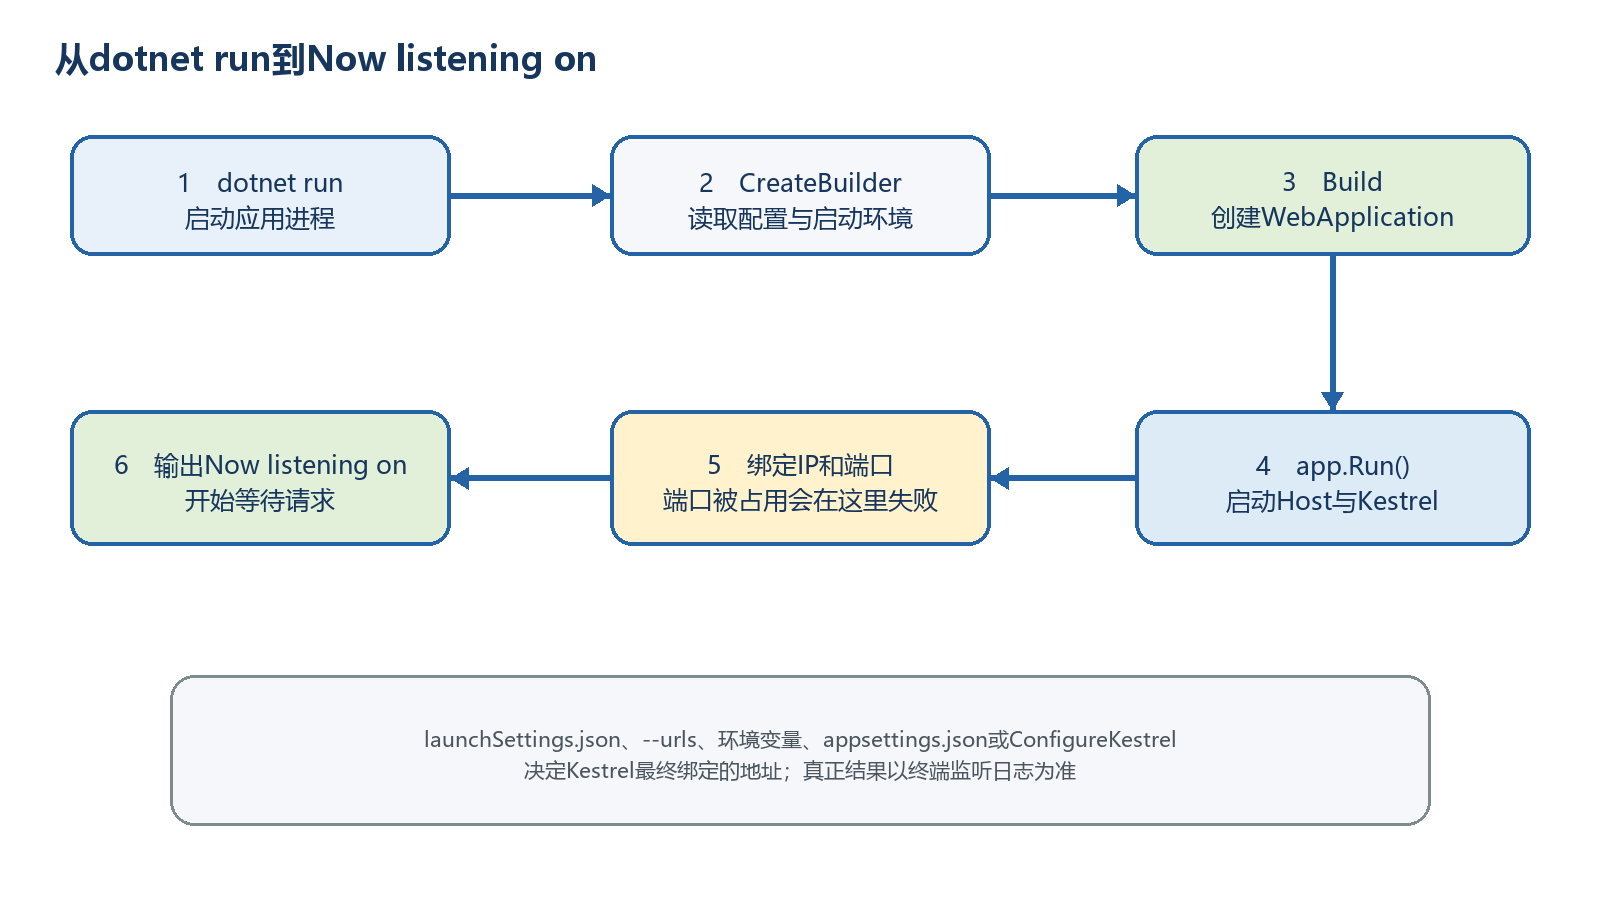 从dotnet run到Now listening on
1 dotnet run
启动应用进程
2 CreateBuilder
读取配置与启动环境
3 Build
创建WebApplication
4 app.Run()
启动Host与Kestrel
5 绑定IP和端口
端口被占用会在这里失败
6 输出Now listening on
开始等待请求
launchSettings.json、--urls、环境变量、appsettings.json或ConfigureKestrel
决定Kestrel最终绑定的地址；真正结果以终端监听日志为准